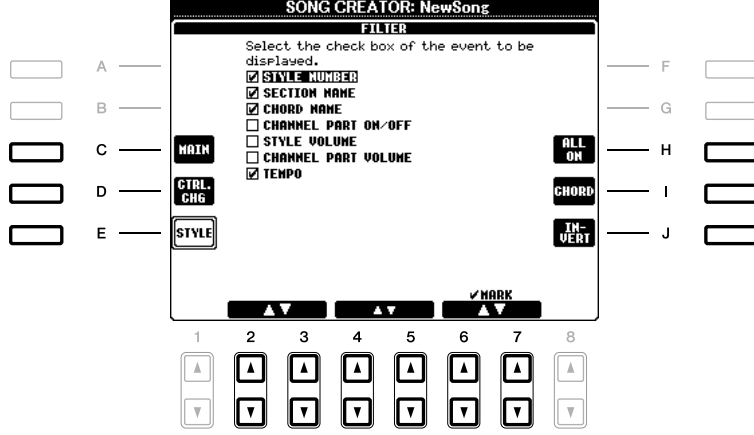 SONG CREATOR: NewSong
FILTER
Select the check box of the event to be
displayed.
STYLE NUMBER
SECTION NAME
CHORD NAME
CHANNEL PART ON/OFF
STYLE VOLUME
CHANNEL PART VOLUME
TEMPO
A
B
C
D
E
MAIN
CTRL.
CHG
STYLE
F
G
H
I
J
ALL
ON
CHORD
IN-
VERT
MARK
1 2 3 4 5 6 7 8